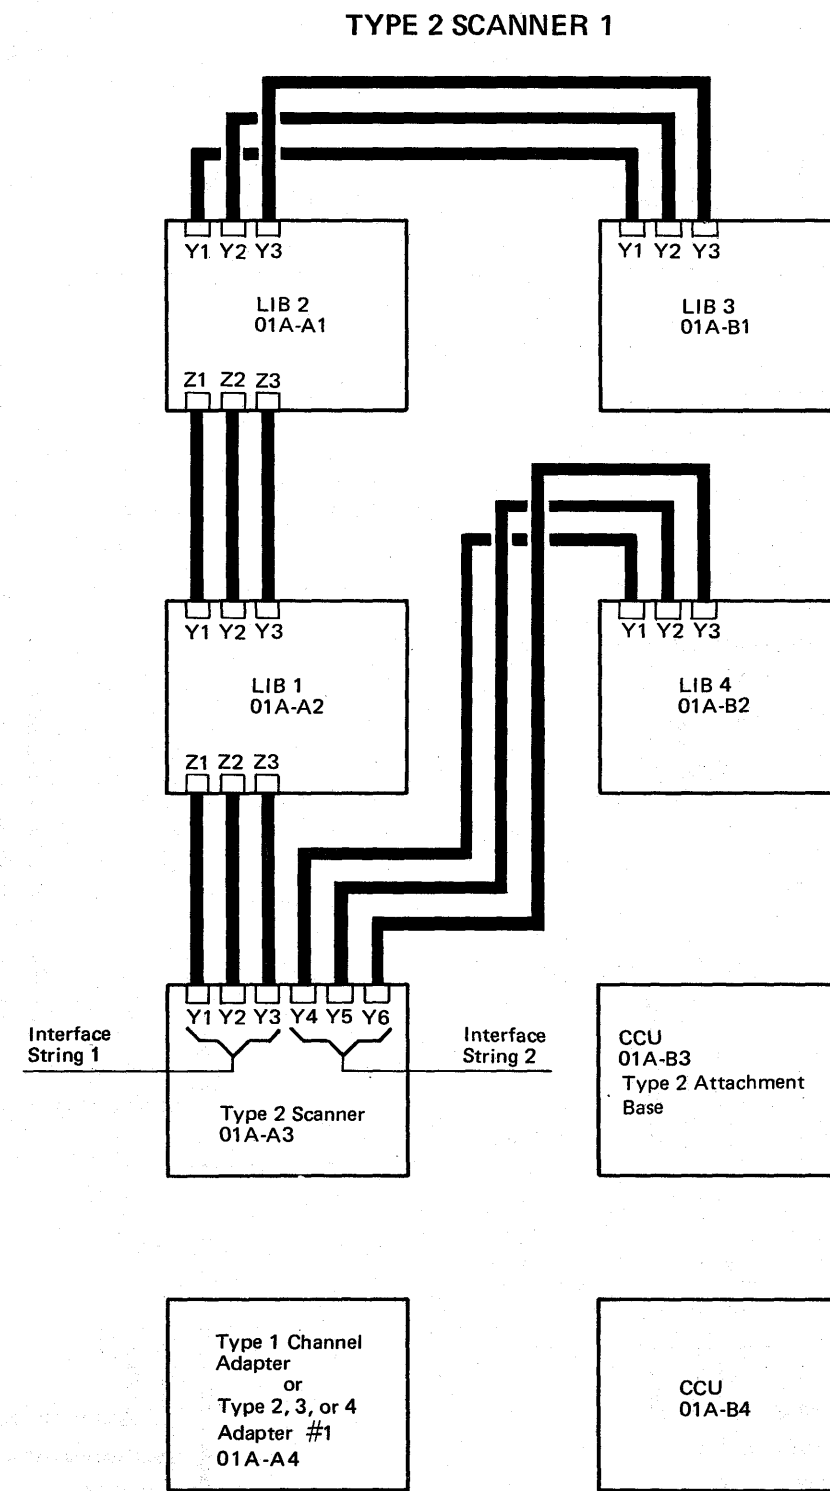 TYPE 2 SCANNER 1
Y1 Y2 Y3
Y1 Y2 Y3
LIB 2
01A-A1
LIB 3
01A-B1
Z1 Z2 Z3
Y1 Y2 Y3
Y1 Y2 Y3
LIB 1
01A-A2
LIB 4
01A-B2
Z1 Z2 Z3
Y1 Y2 Y3 Y4 Y5 Y6
Interface
String 1
Interface
String 2
Type 2 Scanner
01A-A3
CCU
01A-B3
Type 2 Attachment
Base
Type 1 Channel
Adapter
or
Type 2, 3, or 4
Adapter #1
01A-A4
CCU
01A-B4